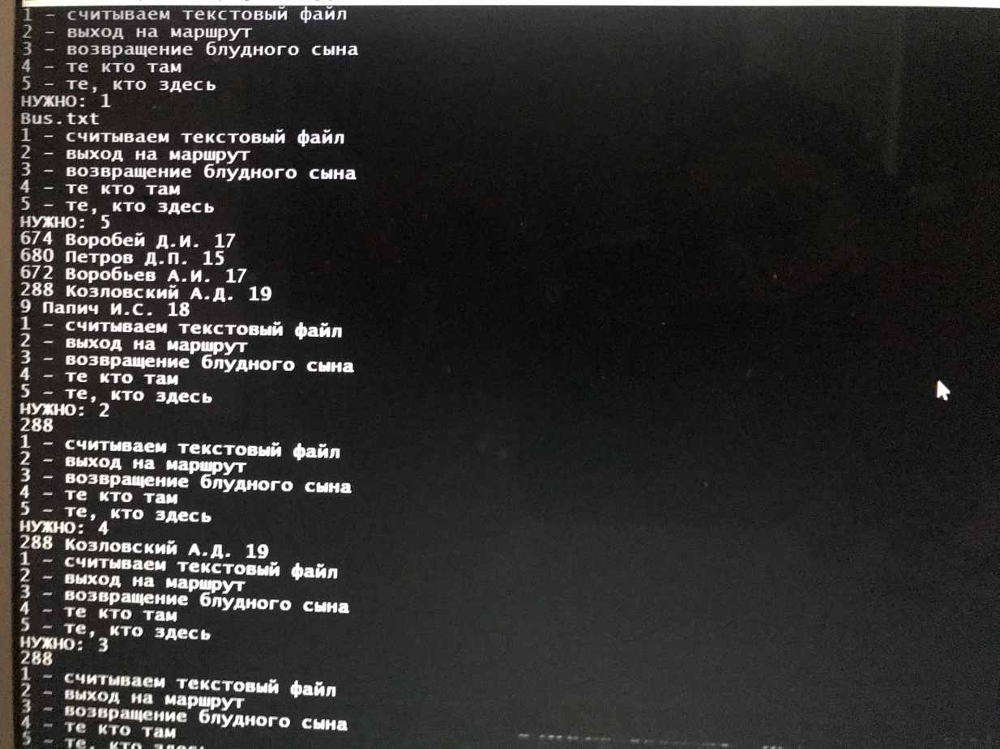 1 - считываем текстовый файл
2 - выход на маршрут
3 - возвращение блудного сына
4 - те кто там
5 - те, кто здесь
НУЖНО: 1
Bus.txt
1 - считываем текстовый файл
2 - выход на маршрут
3 - возвращение блудного сына
4 - те кто там
5 - те, кто здесь
НУЖНО: 5
674 Воробей Д.И. 17
680 Петров Д.П. 15
672 Воробьев А.И. 17
288 Козловский А.Д. 19
9 Папич И.С. 18
1 - считываем текстовый файл
2 - выход на маршрут
3 - возвращение блудного сына
4 - те кто там
5 - те, кто здесь
НУЖНО: 2
288
1 - считываем текстовый файл
2 - выход на маршрут
3 - возвращение блудного сына
4 - те кто там
5 - те, кто здесь
НУЖНО: 4
288 Козловский А.Д. 19
1 - считываем текстовый файл
2 - выход на маршрут
3 - возвращение блудного сына
4 - те кто там
5 - те, кто здесь
НУЖНО: 3
288
1 - считываем текстовый файл
2 - выход на маршрут
3 - возвращение блудного сына
4 - те кто там
5 - те, кто здесь